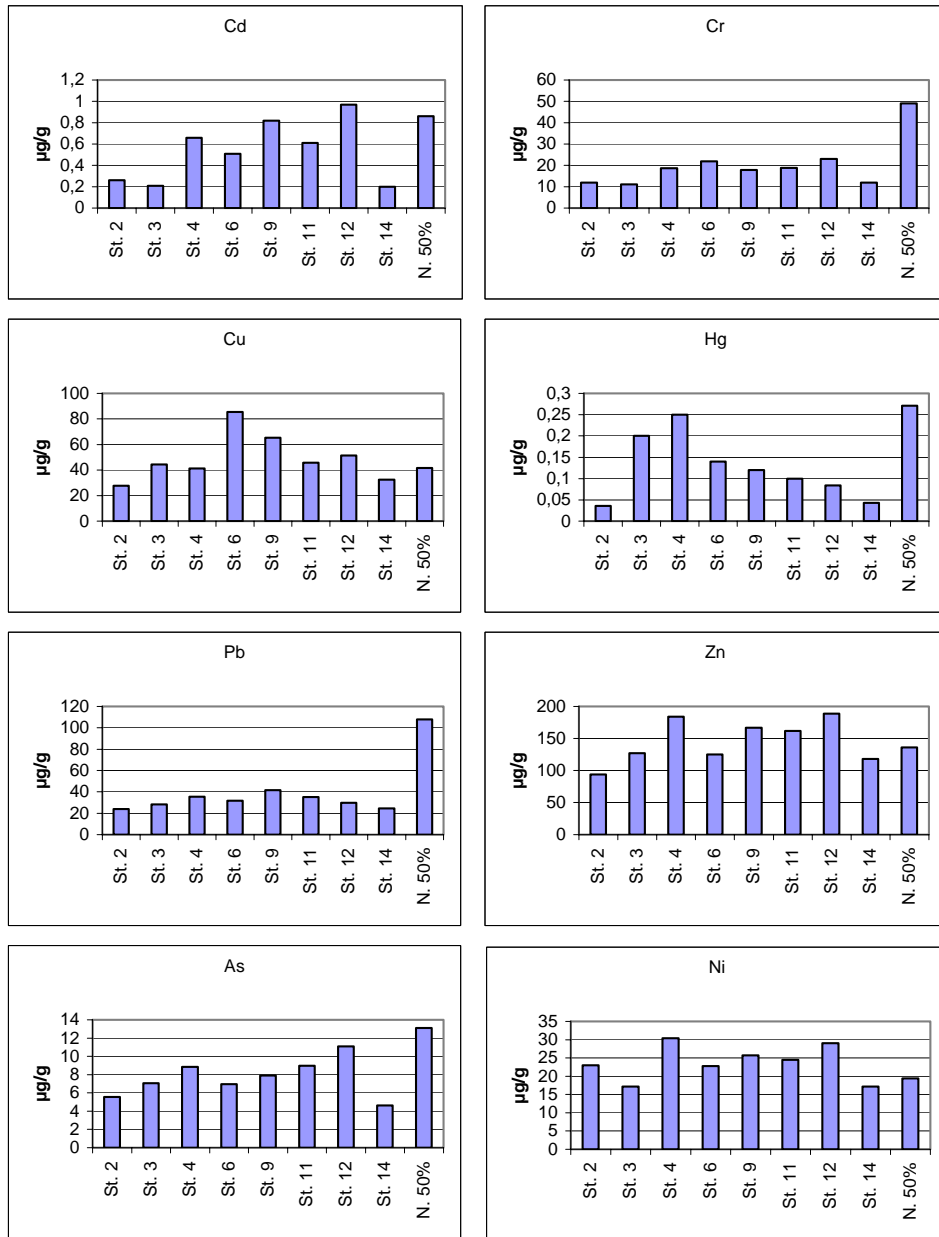 Cd
µg/g
1,2
1
0,8
0,6
0,4
0,2
0
St. 2
St. 3
St. 4
St. 6
St. 9
St. 11
St. 12
St. 14
N. 50%
Cr
µg/g
60
50
40
30
20
10
0
St. 2
St. 3
St. 4
St. 6
St. 9
St. 11
St. 12
St. 14
N. 50%
Cu
µg/g
100
80
60
40
20
0
St. 2
St. 3
St. 4
St. 6
St. 9
St. 11
St. 12
St. 14
N. 50%
Hg
µg/g
0,3
0,25
0,2
0,15
0,1
0,05
0
St. 2
St. 3
St. 4
St. 6
St. 9
St. 11
St. 12
St. 14
N. 50%
Pb
µg/g
120
100
80
60
40
20
0
St. 2
St. 3
St. 4
St. 6
St. 9
St. 11
St. 12
St. 14
N. 50%
Zn
µg/g
200
150
100
50
0
St. 2
St. 3
St. 4
St. 6
St. 9
St. 11
St. 12
St. 14
N. 50%
As
µg/g
14
12
10
8
6
4
2
0
St. 2
St. 3
St. 4
St. 6
St. 9
St. 11
St. 12
St. 14
N. 50%
Ni
µg/g
35
30
25
20
15
10
5
0
St. 2
St. 3
St. 4
St. 6
St. 9
St. 11
St. 12
St. 14
N. 50%